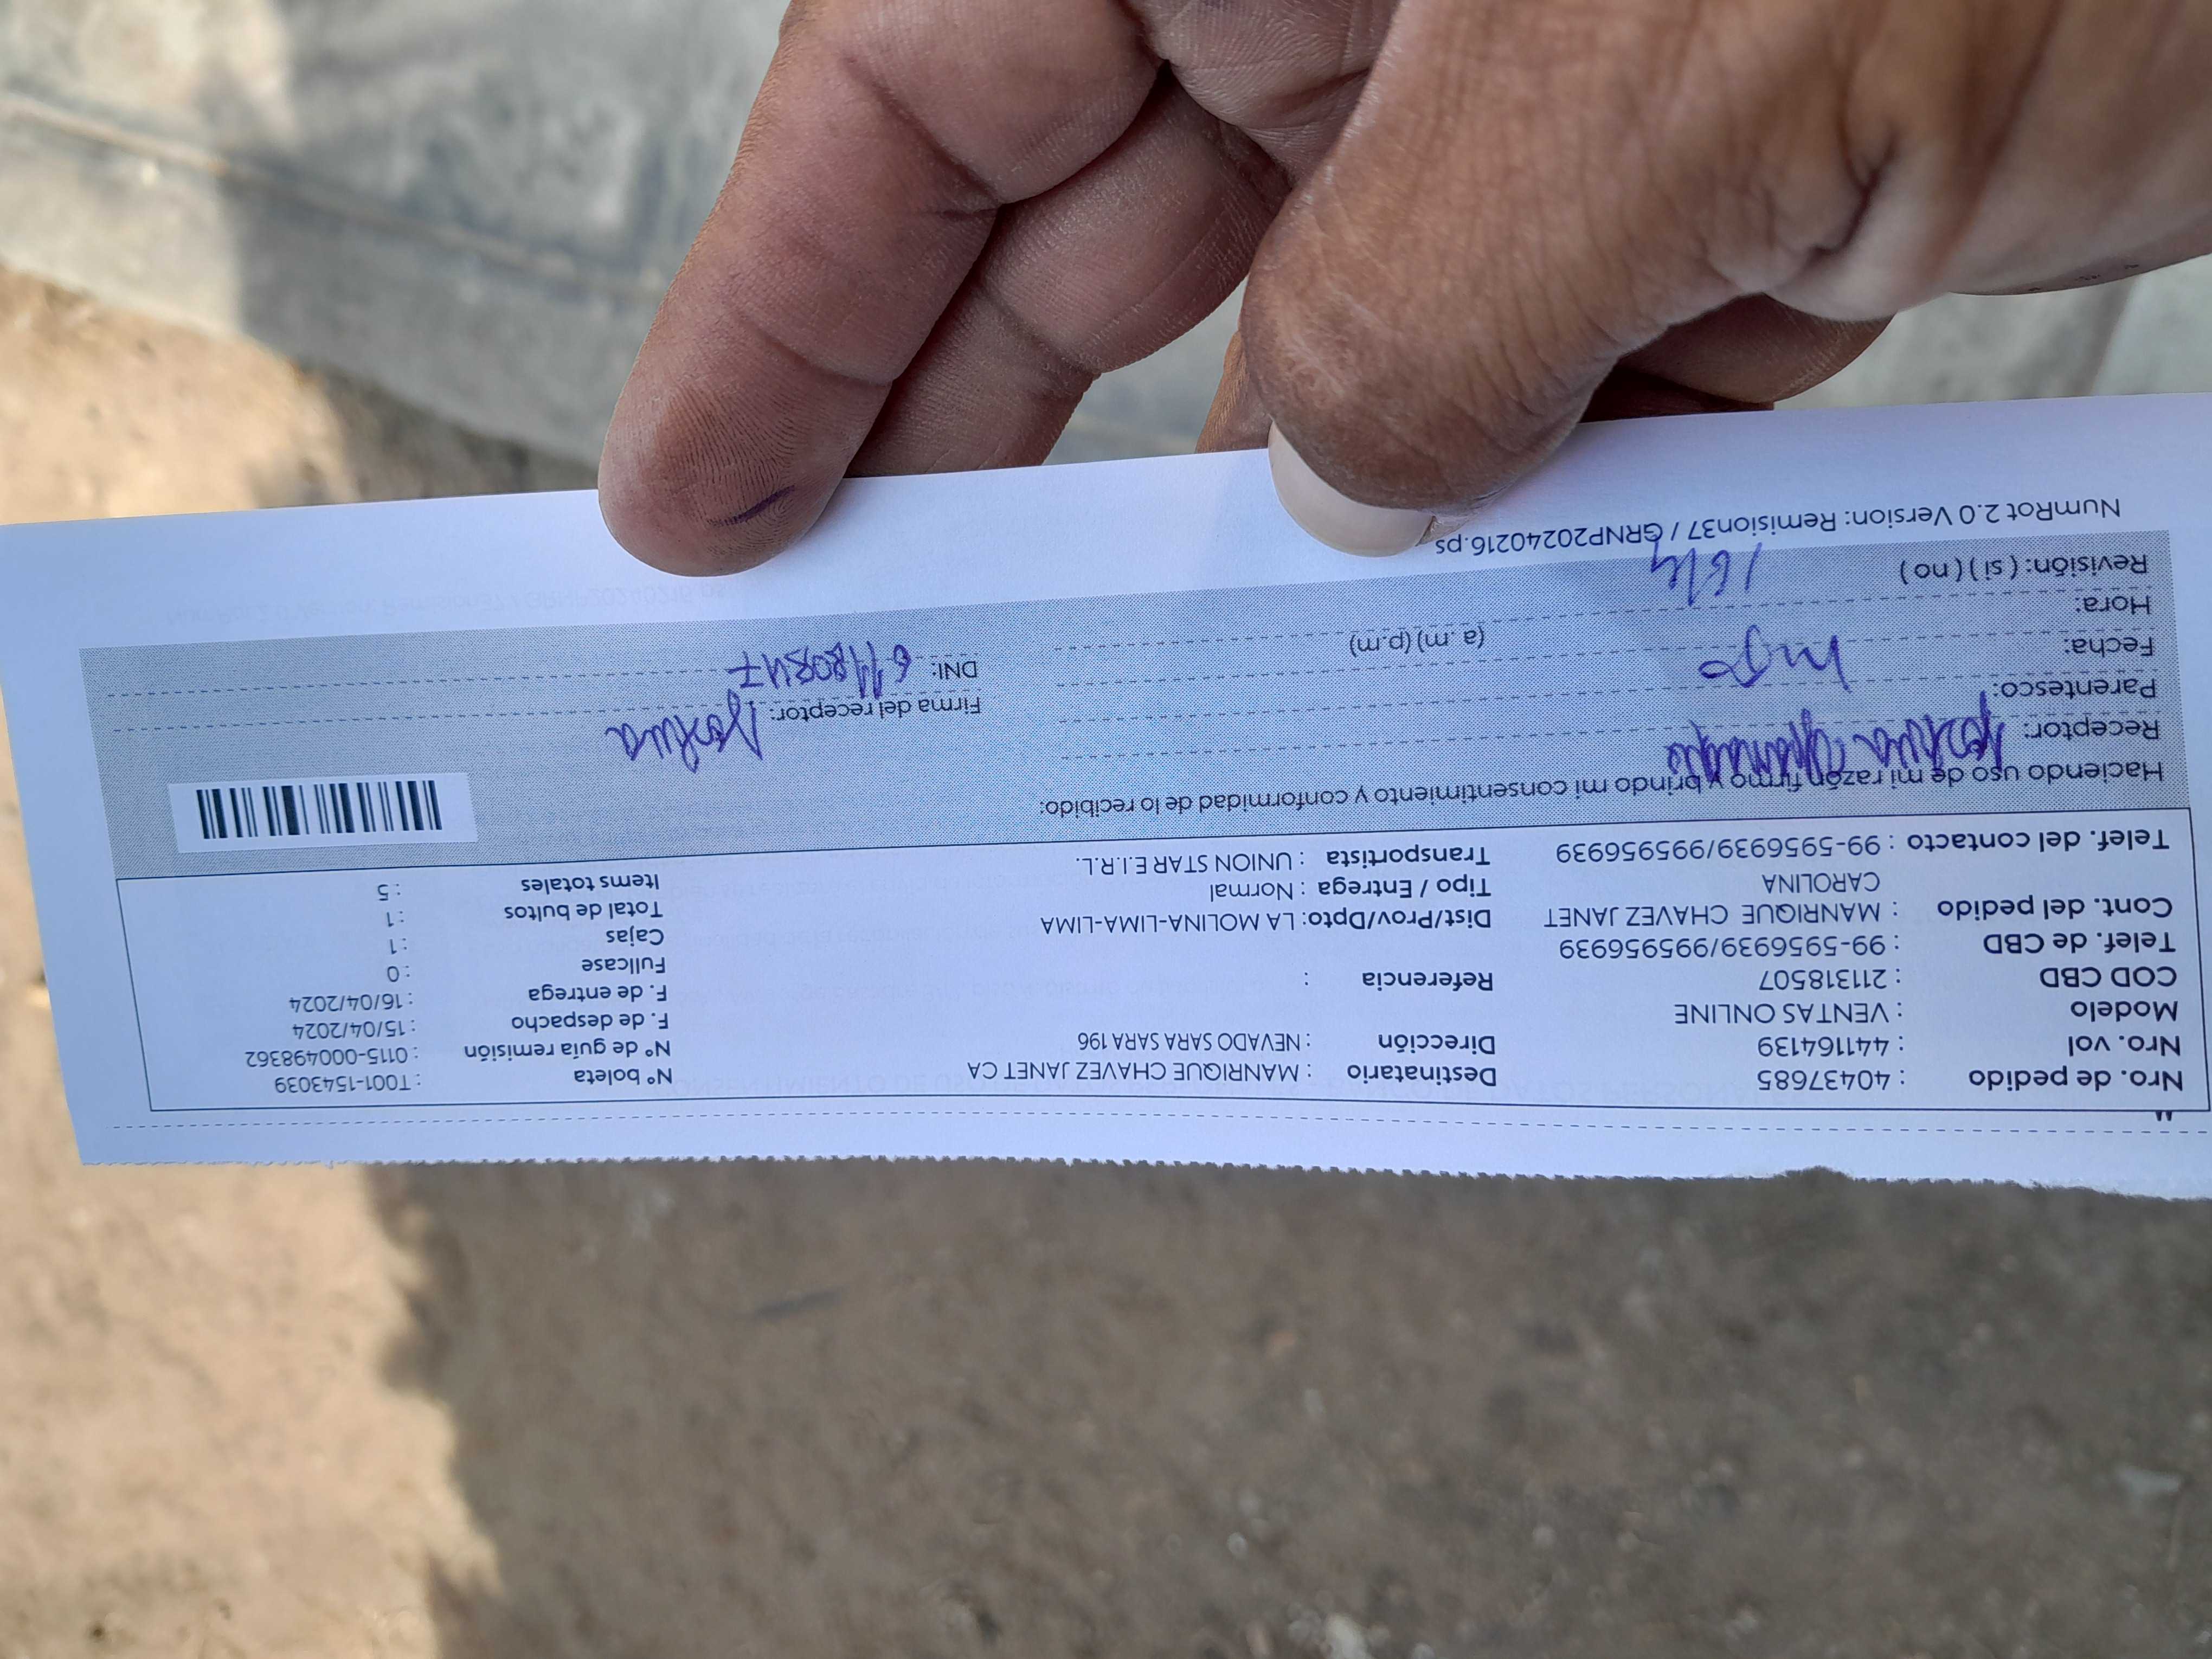 "
Nro. de pedido : 40437685 Destinatario : MANRIQUE CHAVEZ JANET CA Nº boleta : T001-1543039
Nro. vol : 441164139 Dirección : NEVADO SARA SARA 196 Nº de guía remisión : 0115-000498362
Modelo : VENTAS ONLINE F. de despacho : 15/04/2024
COD CBD : 211318507 Referencia : F. de entrega : 16/04/2024
Telef. de CBD : 99-5956939/995956939 Fullcase : 0
Cont. del pedido : MANRIQUE CHAVEZ JANET Dist/Prov/Dpto: LA MOLINA-LIMA-LIMA Cajas : 1
CAROLINA Tipo / Entrega : Normal Total de bultos : 1
Telef. del contacto : 99-5956939/995956939 Transportista : UNION STAR E.I.R.L. Items totales : 5
Haciendo uso de mi razón firmo y brindo mi consentimiento y conformidad de lo recibido:
Receptor: Joshua
Parentesco: Firma del receptor: Joshua
Fecha: DNI:
Hora: (a.m) (p.m)
Revisión: ( si ) ( no )
NumRot 2.0 Version: Remision37 / GRNP20240216.ps